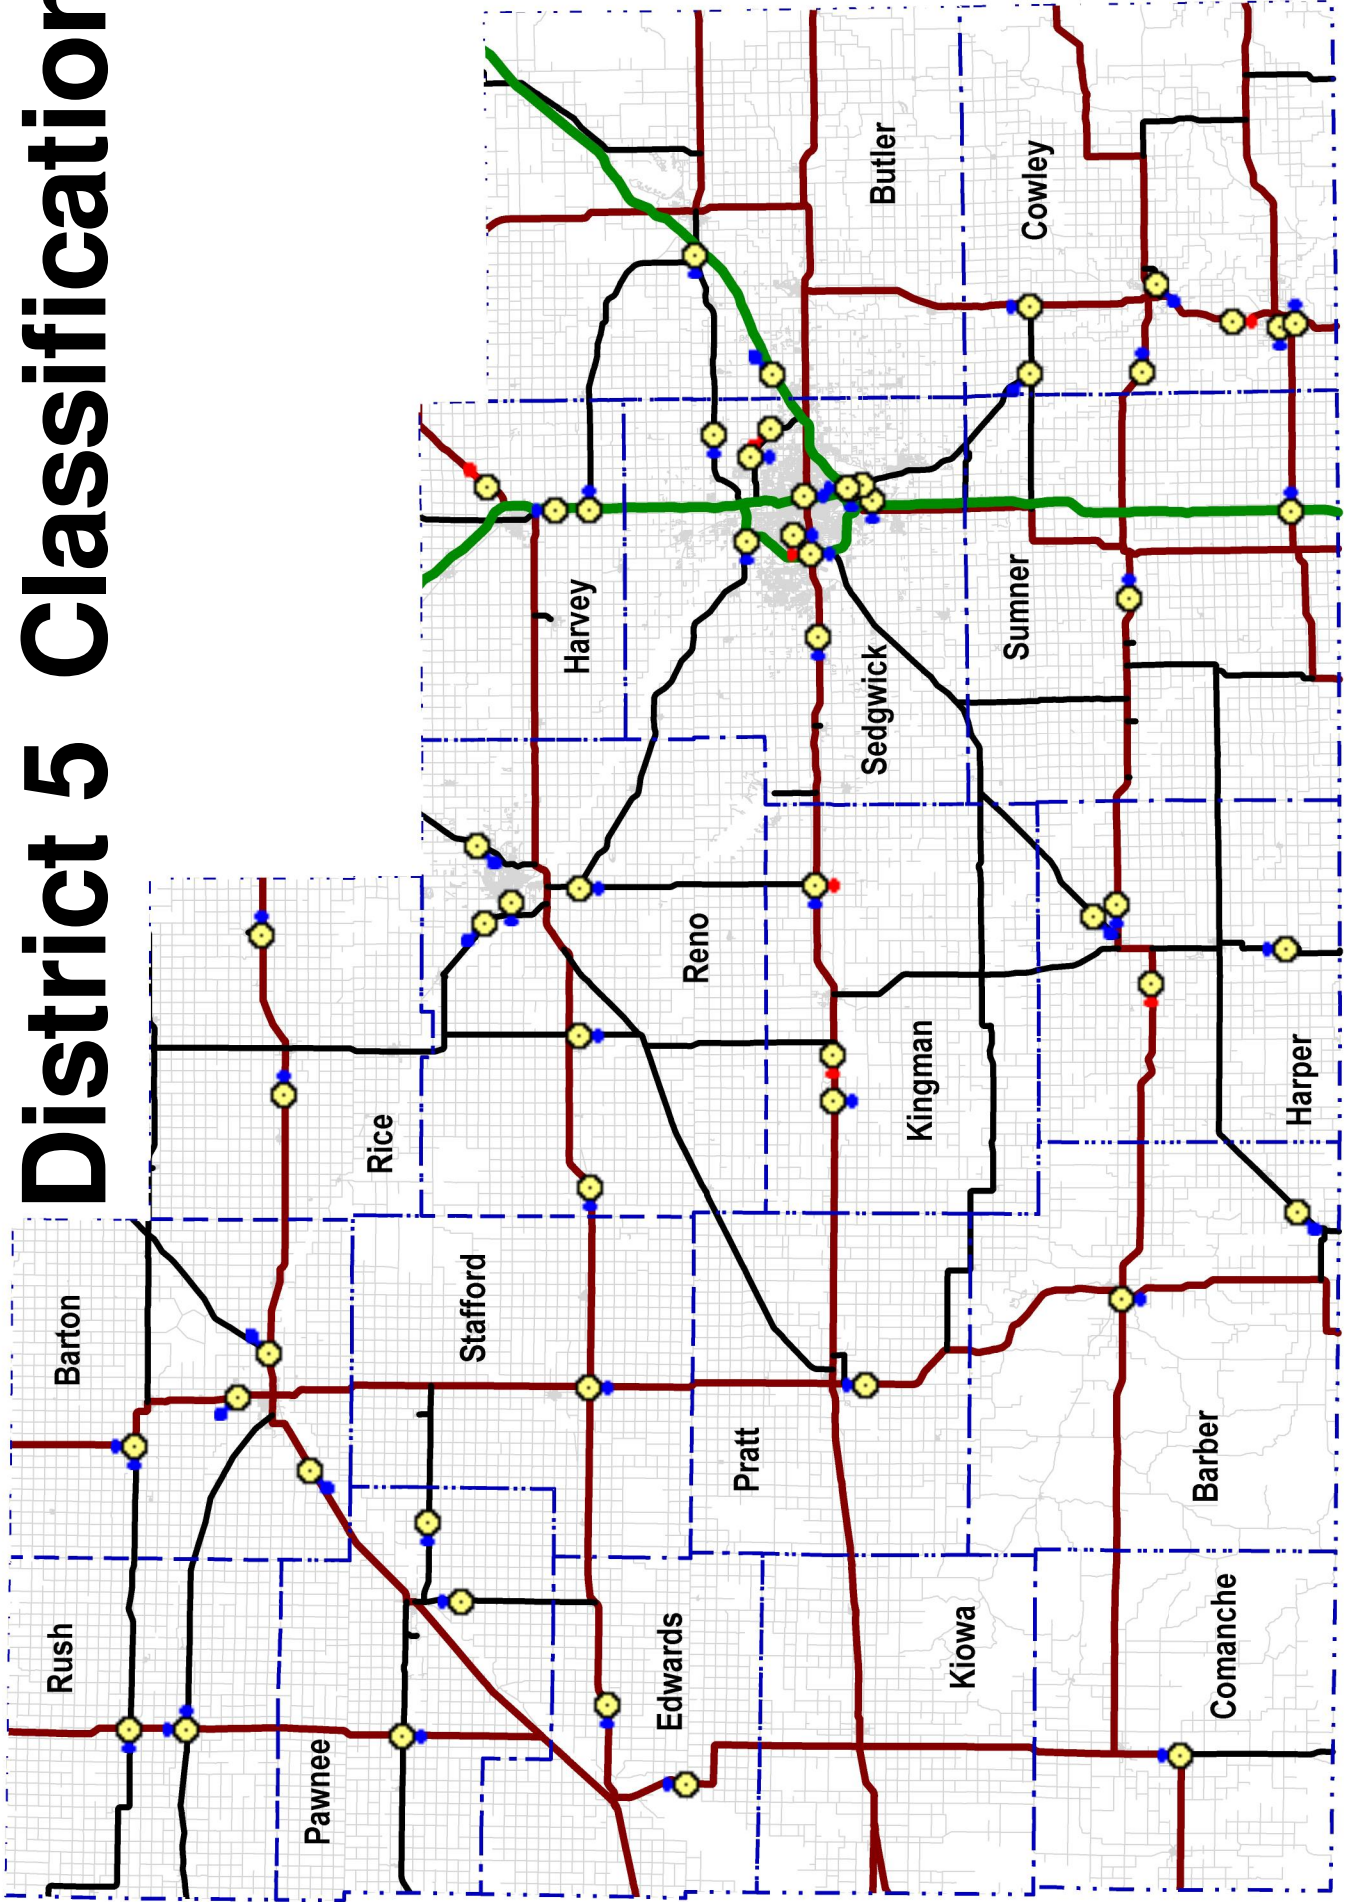 District 5 Classification
Rush
Barton
Pawnee
Rice
Stafford
Harvey
Edwards
Reno
Pratt
Sedgwick
Butler
Kingman
Kiowa
Sumner
Cowley
Barber
Comanche
Harper